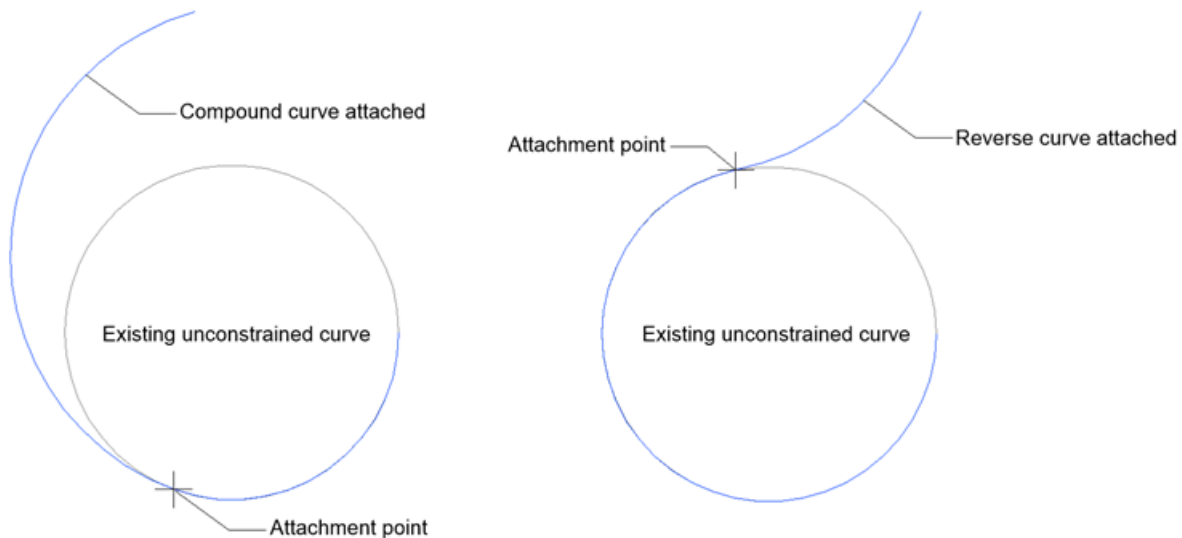 Compound curve attached
Existing unconstrained curve
Attachment point
Attachment point
Reverse curve attached
Existing unconstrained curve